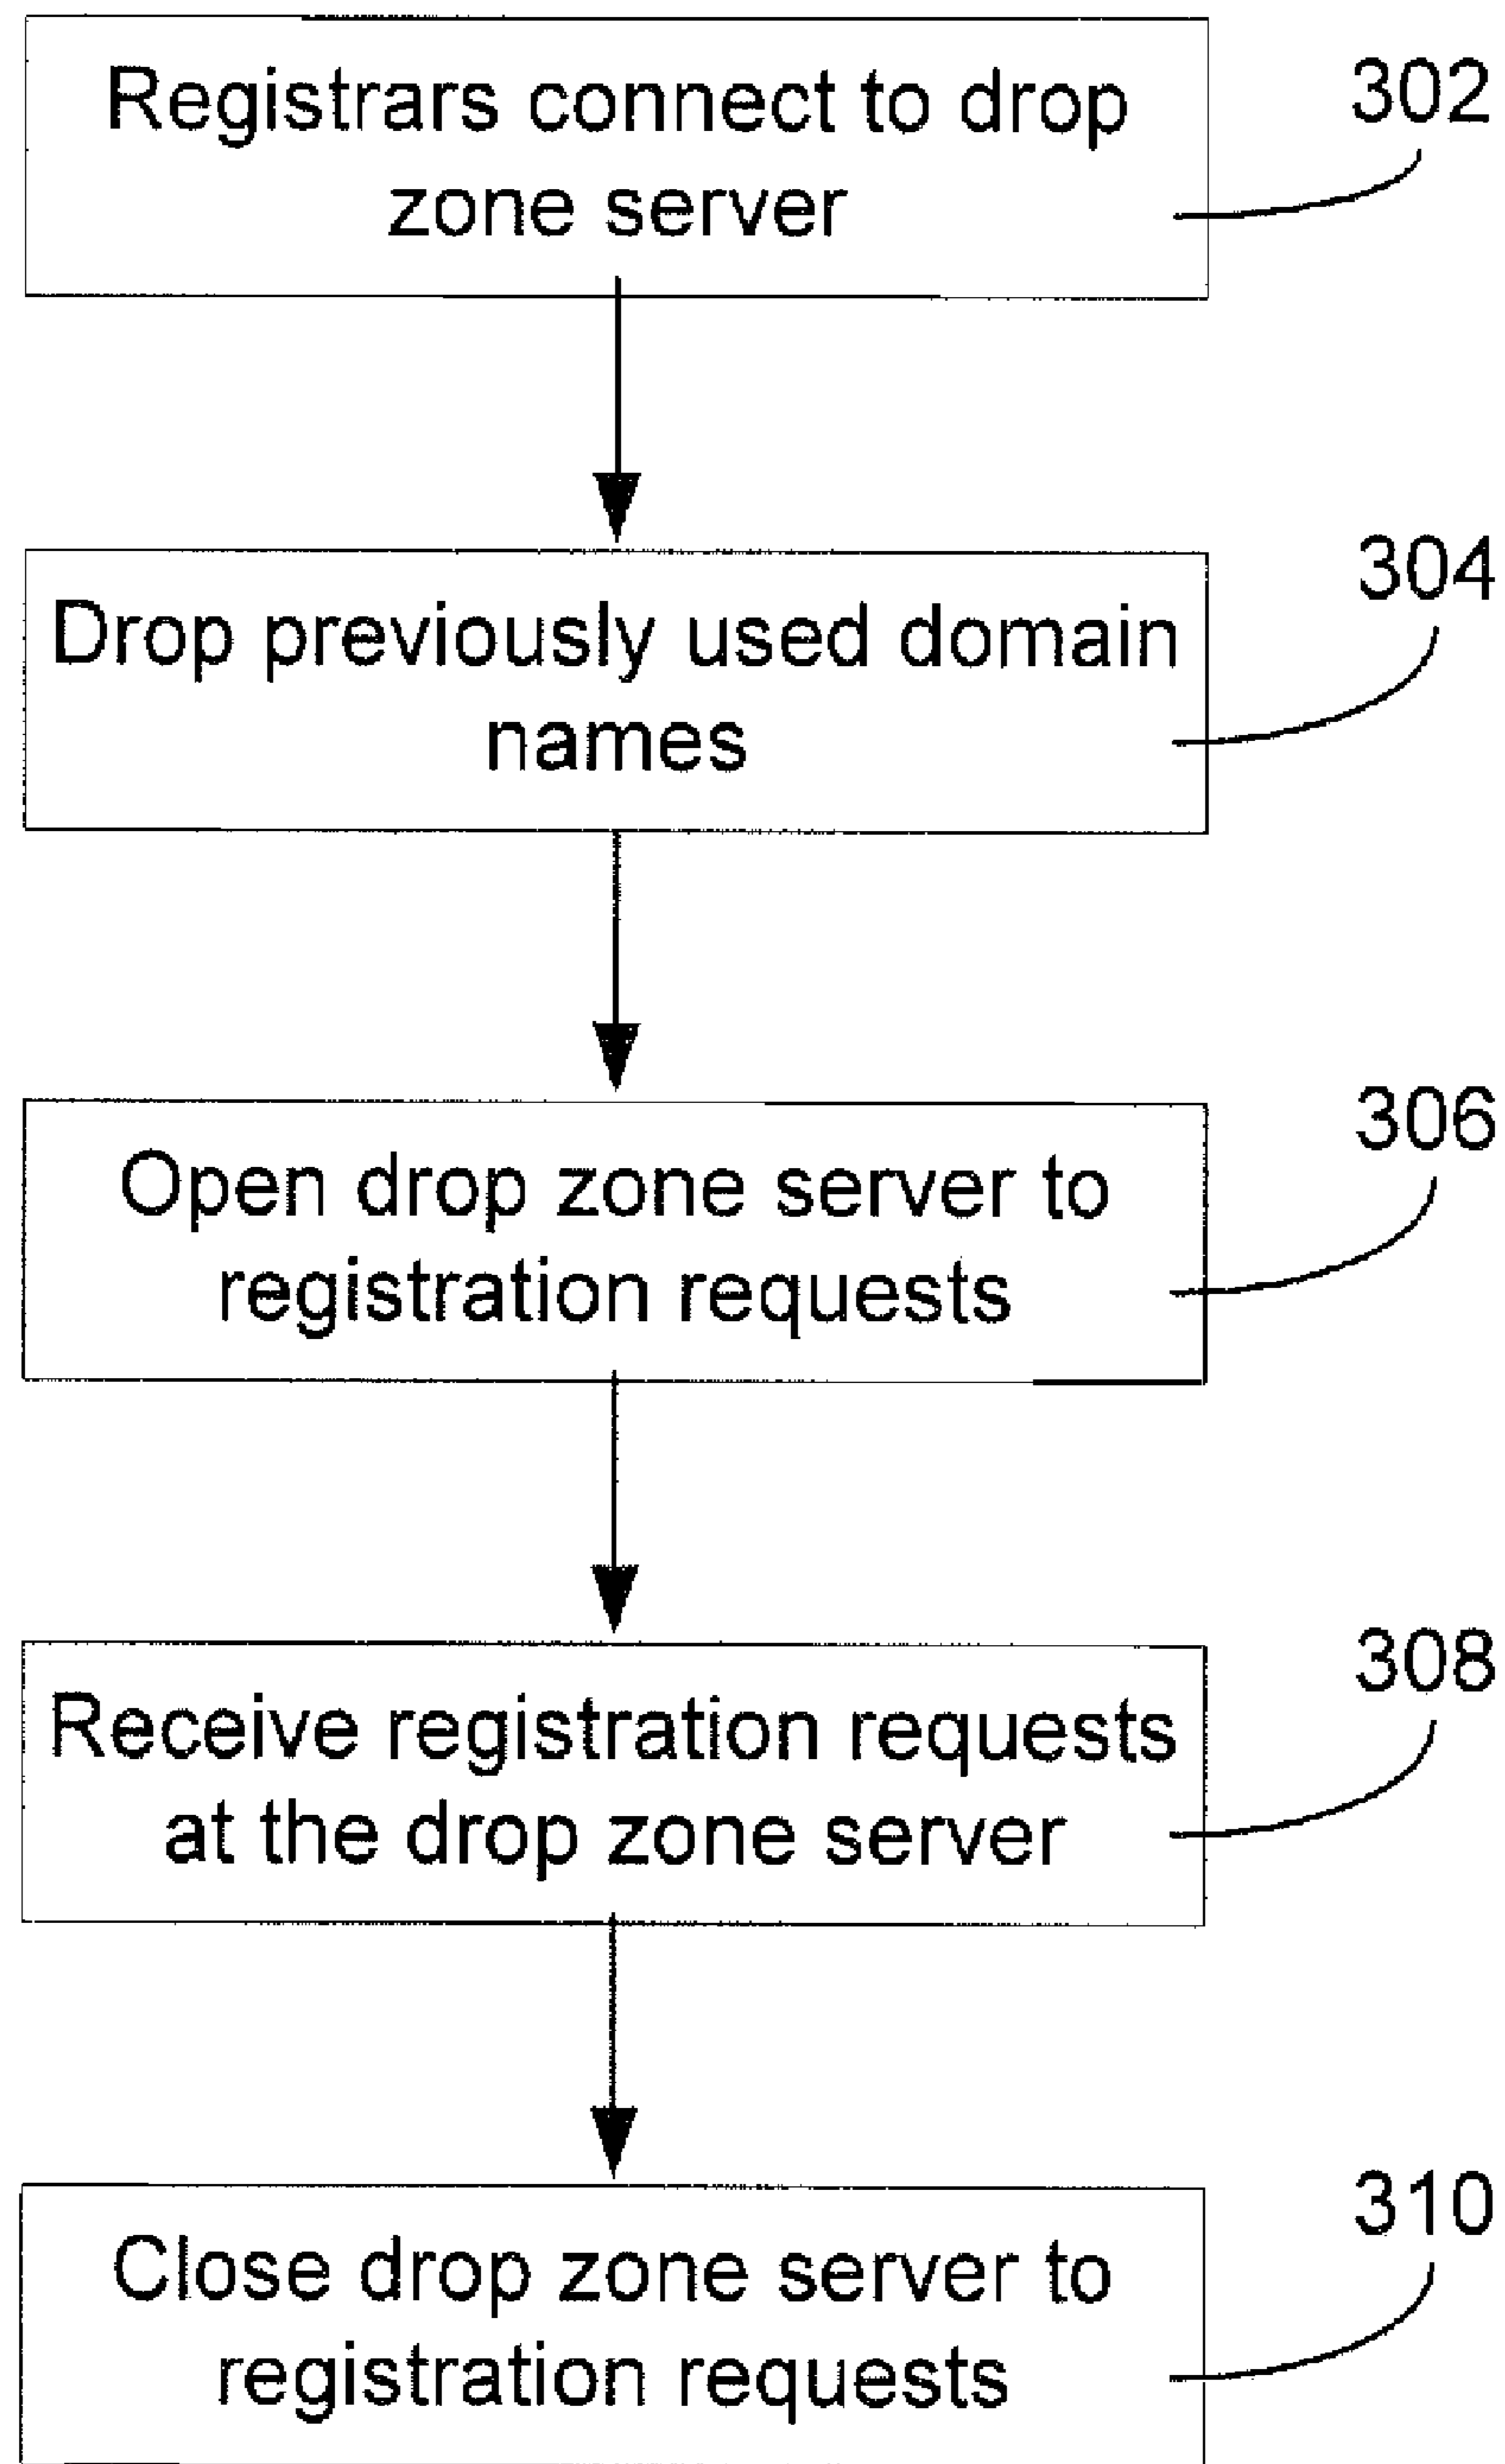 Registrars connect to drop
zone server
302
Drop previously used domain
names
304
Open drop zone server to
registration requests
306
Receive registration requests
at the drop zone server
308
Close drop zone server to
registration requests
310